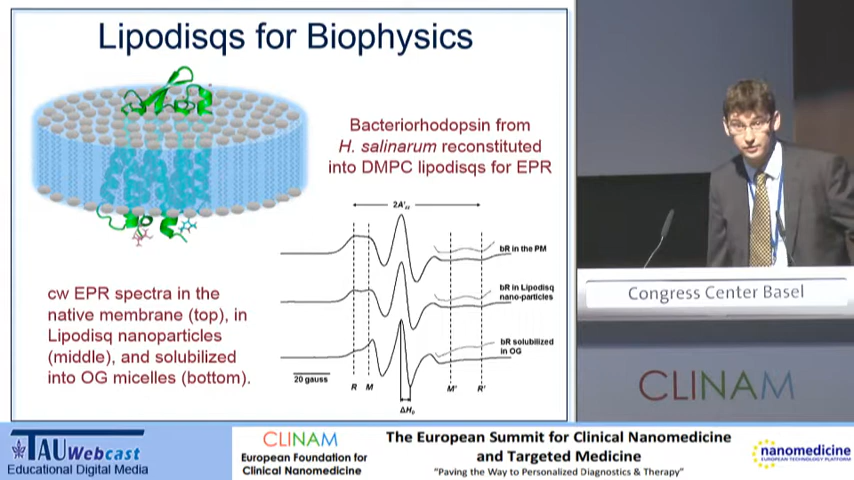 Lipodisqs for Biophysics
Bacteriorhodopsin from
H. salinarum reconstituted
into DMPC lipodisqs for EPR
2A'zz
bR in the PM
bR in Lipodisq
nano-particles
bR solubilized
in OG
20 gauss
R M M' R'
ΔH₀
cw EPR spectra in the
native membrane (top), in
Lipodisq nanoparticles
(middle), and solubilized
into OG micelles (bottom).
Congress Center Basel
CLINAM
TAU Webcast
Educational Digital Media
CLINAM
European Foundation for
Clinical Nanomedicine
The European Summit for Clinical Nanomedicine
and Targeted Medicine
"Paving the Way to Personalized Diagnostics & Therapy"
nanomedicine
EUROPEAN TECHNOLOGY PLATFORM